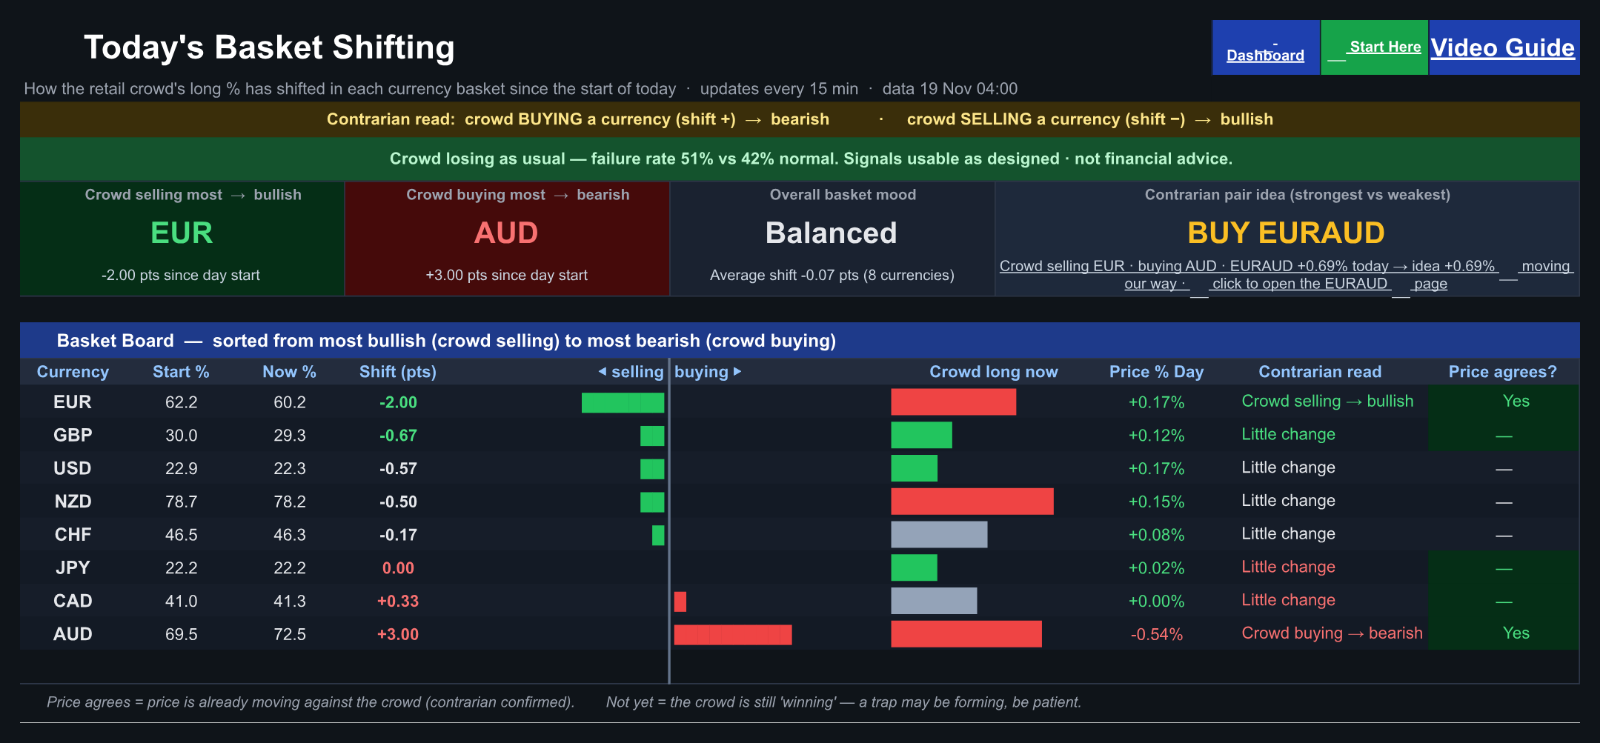 Today's Basket Shifting
Dashboard
Start Here
Video Guide
How the retail crowd's long % has shifted in each currency basket since the start of today · updates every 15 min · data 19 Nov 04:00
Contrarian read: crowd BUYING a currency (shift +) → bearish · crowd SELLING a currency (shift −) → bullish
Crowd losing as usual — failure rate 51% vs 42% normal. Signals usable as designed · not financial advice.
Crowd selling most → bullish
EUR
-2.00 pts since day start
Crowd buying most → bearish
AUD
+3.00 pts since day start
Overall basket mood
Balanced
Average shift -0.07 pts (8 currencies)
Contrarian pair idea (strongest vs weakest)
BUY EURAUD
Crowd selling EUR · buying AUD · EURAUD +0.69% today → idea +0.69% __ moving
our way · __ click to open the EURAUD __ page
Basket Board — sorted from most bullish (crowd selling) to most bearish (crowd buying)
Currency Start % Now % Shift (pts) ◂ selling buying ▸ Crowd long now Price % Day Contrarian read Price agrees?
EUR 62.2 60.2 -2.00 +0.17% Crowd selling → bullish Yes
GBP 30.0 29.3 -0.67 +0.12% Little change —
USD 22.9 22.3 -0.57 +0.17% Little change —
NZD 78.7 78.2 -0.50 +0.15% Little change —
CHF 46.5 46.3 -0.17 +0.08% Little change —
JPY 22.2 22.2 0.00 +0.02% Little change —
CAD 41.0 41.3 +0.33 +0.00% Little change —
AUD 69.5 72.5 +3.00 -0.54% Crowd buying → bearish Yes
Price agrees = price is already moving against the crowd (contrarian confirmed). Not yet = the crowd is still 'winning' — a trap may be forming, be patient.